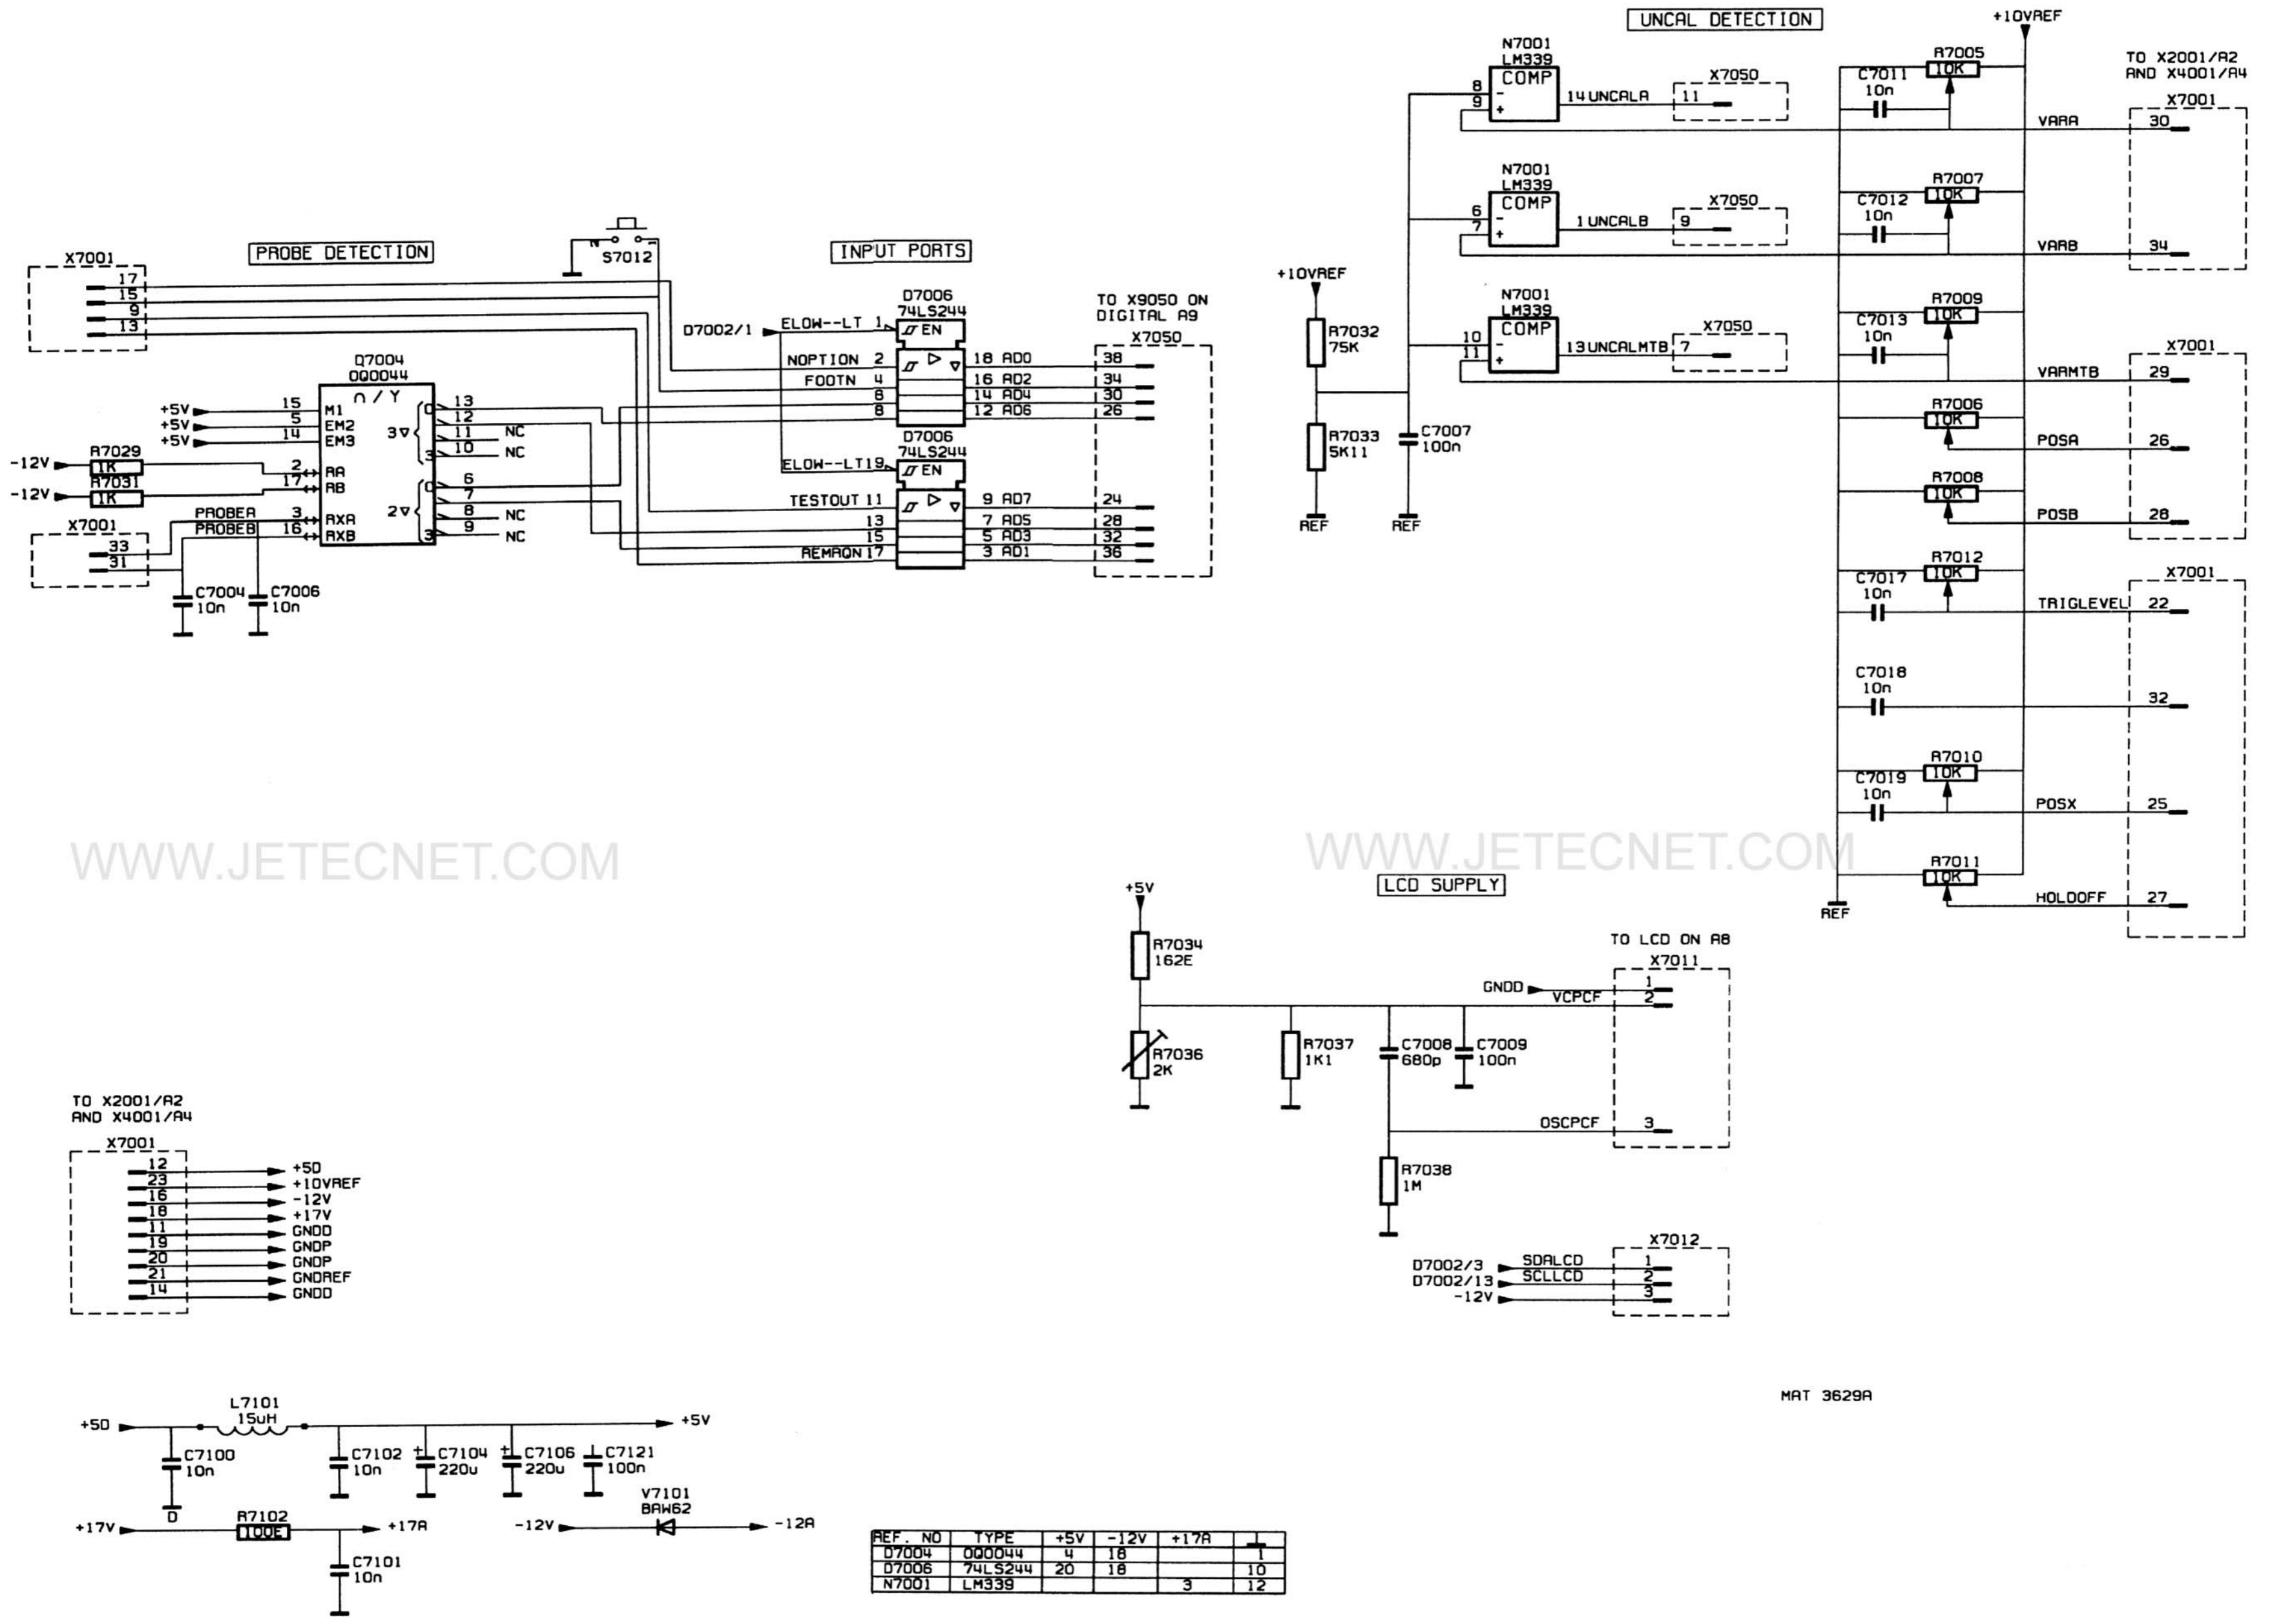 UNCAL DETECTION
+10VREF
N7001
LM339
COMP
8
9
-
+
14 UNCALA
X7050
11
C7011
10n
R7005
10K
TO X2001/A2
AND X4001/A4
X7001
VARA
30
N7001
LM339
COMP
6
7
-
+
1 UNCALB
X7050
9
C7012
10n
R7007
10K
VARB
34
N7001
LM339
COMP
10
11
-
+
13 UNCALMTB
X7050
7
C7013
10n
R7009
10K
X7001
VARMTB
29
R7006
10K
POSA
26
R7008
10K
POSB
28
R7012
10K
C7017
10n
X7001
TRIGLEVEL
22
C7018
10n
32
R7010
10K
C7019
10n
POSX
25
R7011
10K
HOLDOFF
27
REF
+10VREF
R7032
75K
R7033
5K11
C7007
100n
REF
REF
PROBE DETECTION
S7012
INPUT PORTS
X7001
17
15
9
13
D7004
OQ0044
∩ / Y
+5V
15
M1
+5V
5
EM2
+5V
14
EM3
-12V
R7029
1K
2
RA
-12V
R7031
1K
17
RB
X7001
PROBEA
3
RXA
PROBEB
16
RXB
33
31
C7004
10n
C7006
10n
3▽
0
3
13
12
11
NC
10
NC
2▽
0
3
6
7
8
NC
9
NC
D7002/1
D7006
74LS244
ELOW--LT
1
EN
NOPTION
2
18 AD0
FOOTN
4
16 AD2
6
14 AD4
8
12 AD6
TO X9050 ON
DIGITAL A9
X7050
38
34
30
26
D7006
74LS244
ELOW--LT
19
EN
TESTOUT
11
9 AD7
24
13
7 AD5
28
15
5 AD3
32
REMRQN
17
3 AD1
36
WWW.JETECNET.COM
WWW.JETECNET.COM
LCD SUPPLY
+5V
R7034
162E
R7036
2K
R7037
1K1
C7008
680p
C7009
100n
R7038
1M
TO LCD ON A8
X7011
GNDD
1
VCPCF
2
OSCPCF
3
X7012
D7002/3
SDALCD
1
D7002/13
SCLLCD
2
-12V
3
TO X2001/A2
AND X4001/A4
X7001
12
+5D
23
+10VREF
16
-12V
18
+17V
11
GNDD
19
GNDP
20
GNDP
21
GNDREF
14
GNDD
MAT 3629A
+5D
L7101
15uH
+5V
C7100
10n
D
C7102
10n
+
C7104
220u
+
C7106
220u
C7121
100n
+17V
R7102
100E
+17A
C7101
10n
V7101
BAW62
-12V
-12A
REF. NO TYPE +5V -12V +17A ⊥
D7004 OQ0044 4 18 1
D7006 74LS244 20 18 10
N7001 LM339 3 12